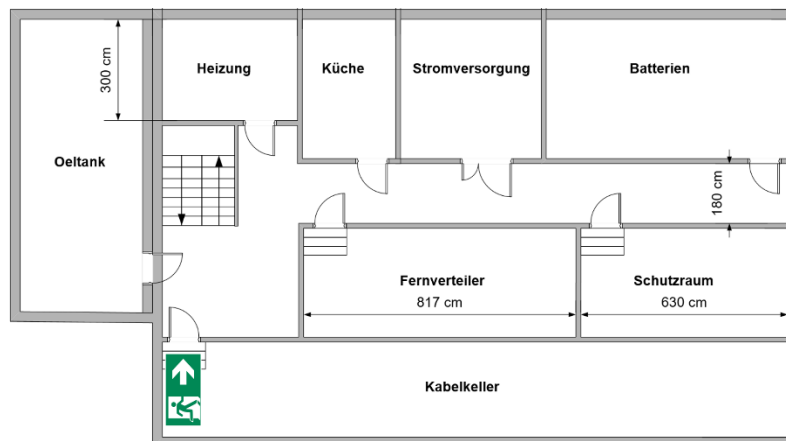 Heizung
Küche
Stromversorgung
Batterien
300 cm
Oeltank
180 cm
Fernverteiler
817 cm
Schutzraum
630 cm
Kabelkeller